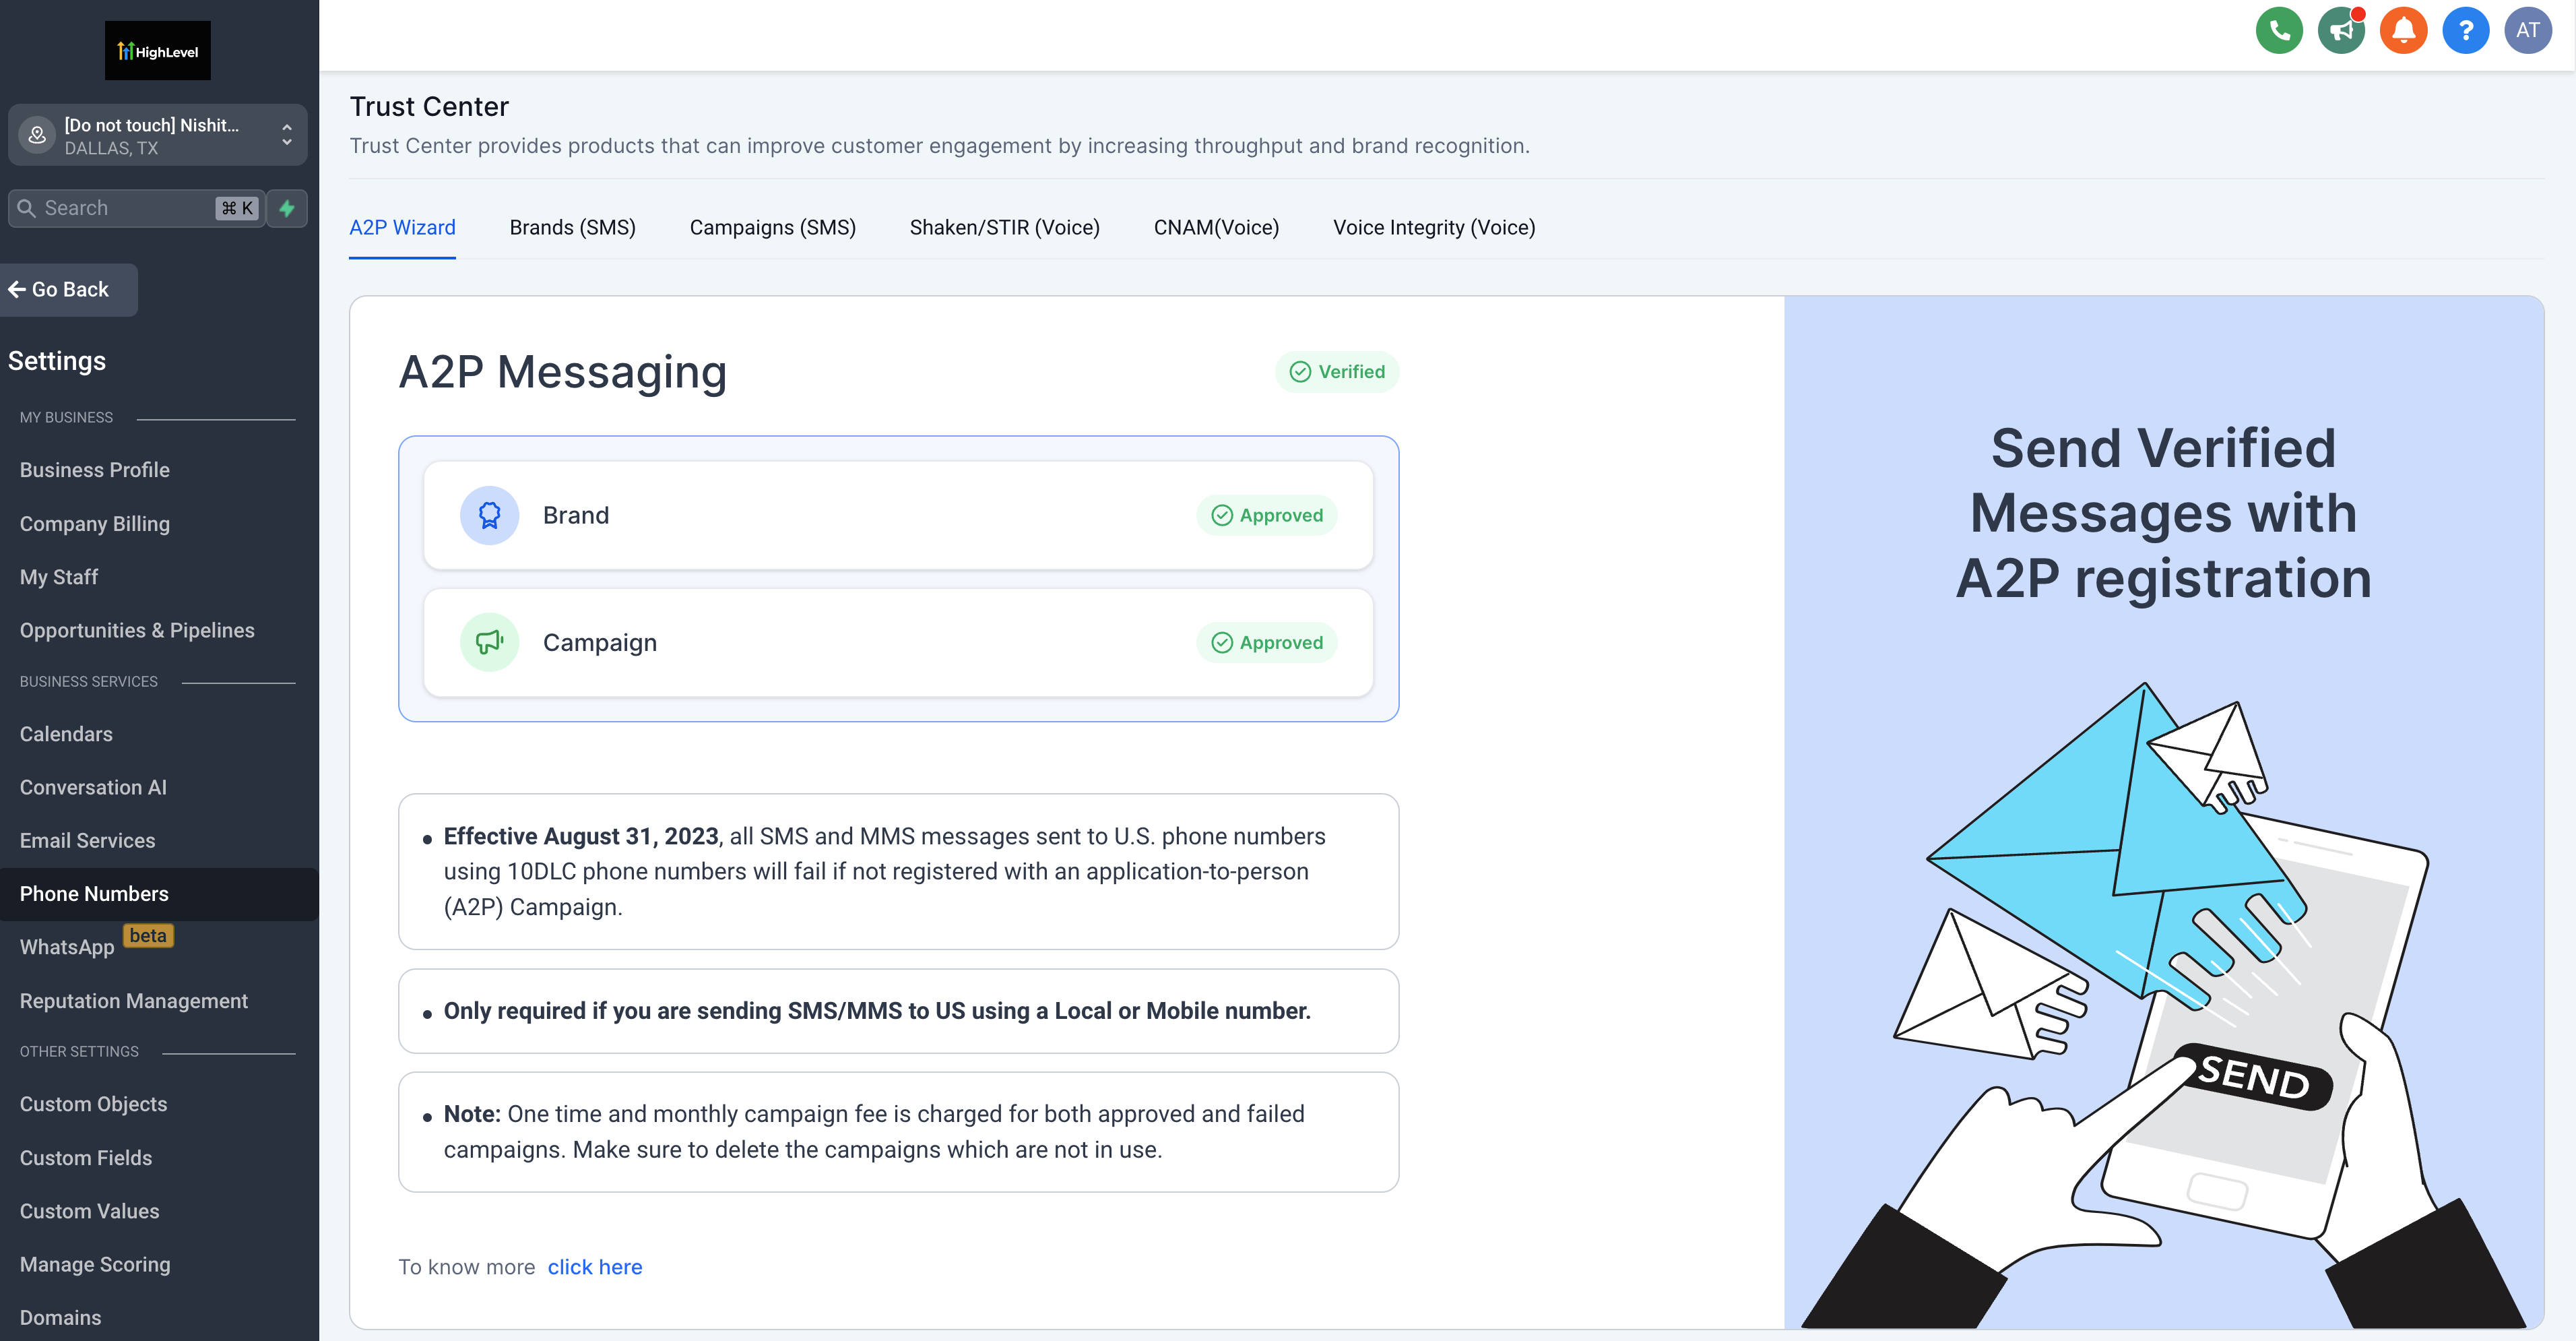 HighLevel
[Do not touch] Nishit...
DALLAS, TX
Search
⌘ K
Go Back
Settings
MY BUSINESS
Business Profile
Company Billing
My Staff
Opportunities & Pipelines
BUSINESS SERVICES
Calendars
Conversation AI
Email Services
Phone Numbers
WhatsApp beta
Reputation Management
OTHER SETTINGS
Custom Objects
Custom Fields
Custom Values
Manage Scoring
Domains
?
AT
Trust Center
Trust Center provides products that can improve customer engagement by increasing throughput and brand recognition.
A2P Wizard
Brands (SMS)
Campaigns (SMS)
Shaken/STIR (Voice)
CNAM(Voice)
Voice Integrity (Voice)
A2P Messaging
Verified
Brand
Approved
Campaign
Approved
• Effective August 31, 2023, all SMS and MMS messages sent to U.S. phone numbers
using 10DLC phone numbers will fail if not registered with an application-to-person
(A2P) Campaign.
• Only required if you are sending SMS/MMS to US using a Local or Mobile number.
• Note: One time and monthly campaign fee is charged for both approved and failed
campaigns. Make sure to delete the campaigns which are not in use.
To know more click here
Send Verified
Messages with
A2P registration
SEND